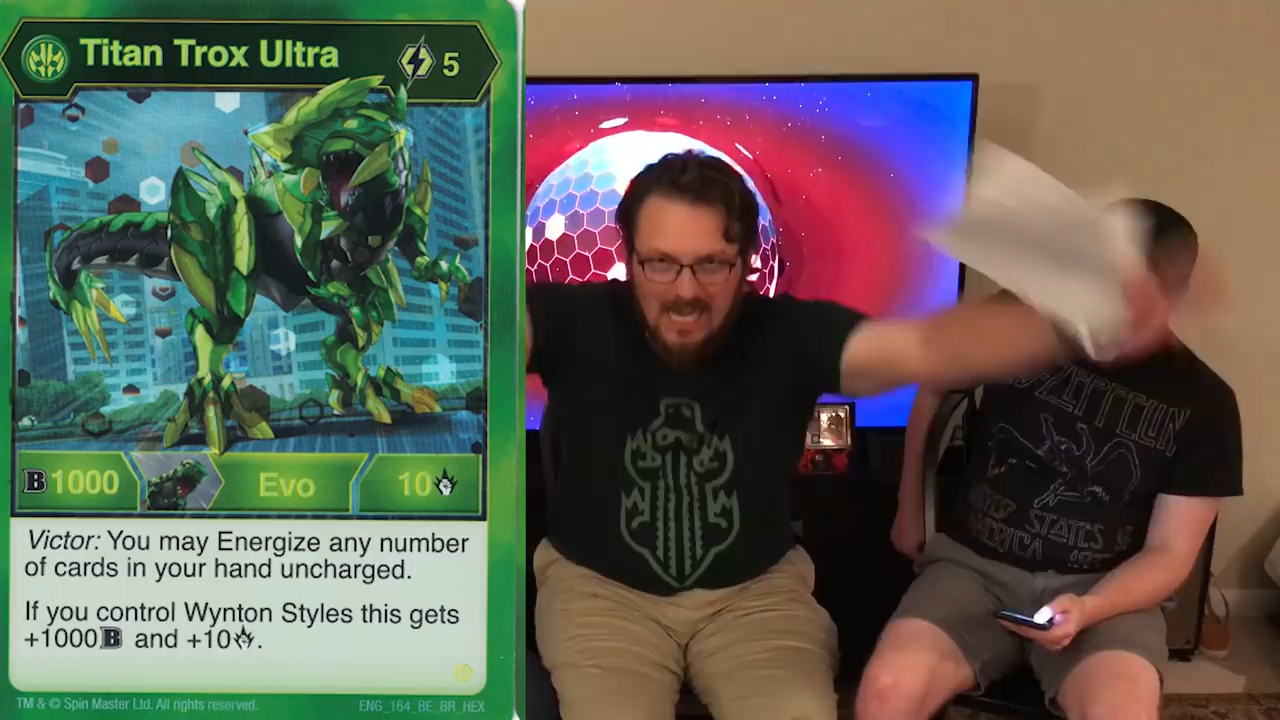 Titan Trox Ultra
5
B 1000
Evo
10
Victor: You may Energize any number
of cards in your hand uncharged.
If you control Wynton Styles this gets
+1000B and +10.
TM & © Spin Master Ltd. All rights reserved.
ENG_164_BE_BR_HEX
ZEPPELIN
UNITED STATES OF
AMERICA